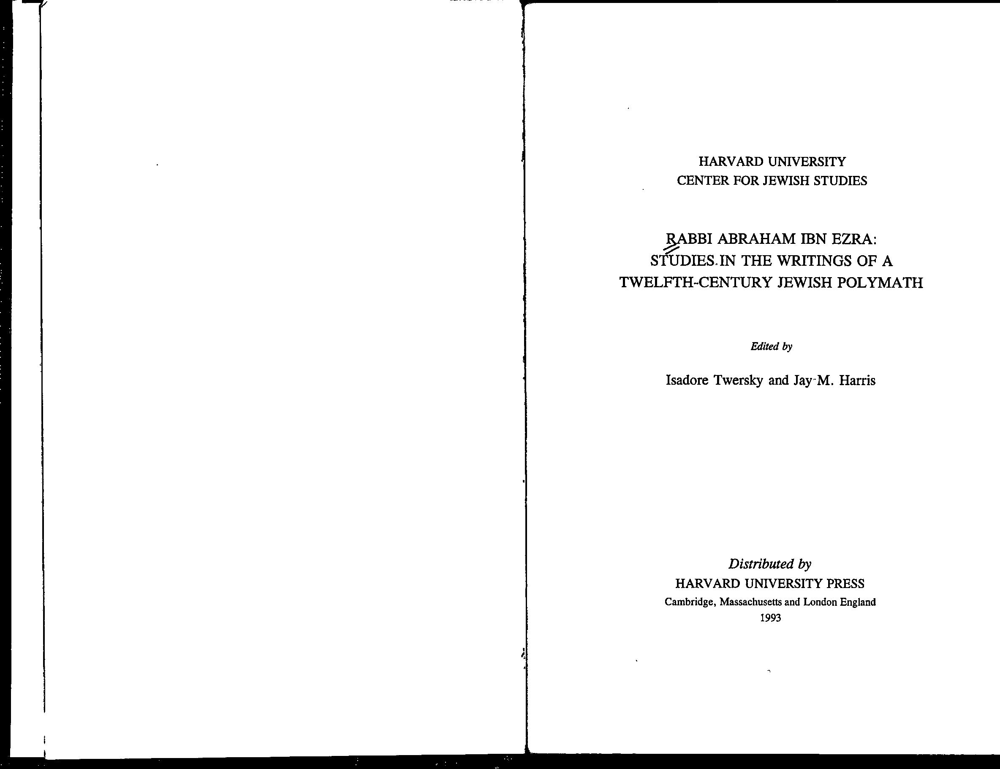 HARVARD UNIVERSITY
CENTER FOR JEWISH STUDIES
RABBI ABRAHAM IBN EZRA:
STUDIES IN THE WRITINGS OF A
TWELFTH-CENTURY JEWISH POLYMATH
Edited by
Isadore Twersky and Jay M. Harris
Distributed by
HARVARD UNIVERSITY PRESS
Cambridge, Massachusetts and London England
1993